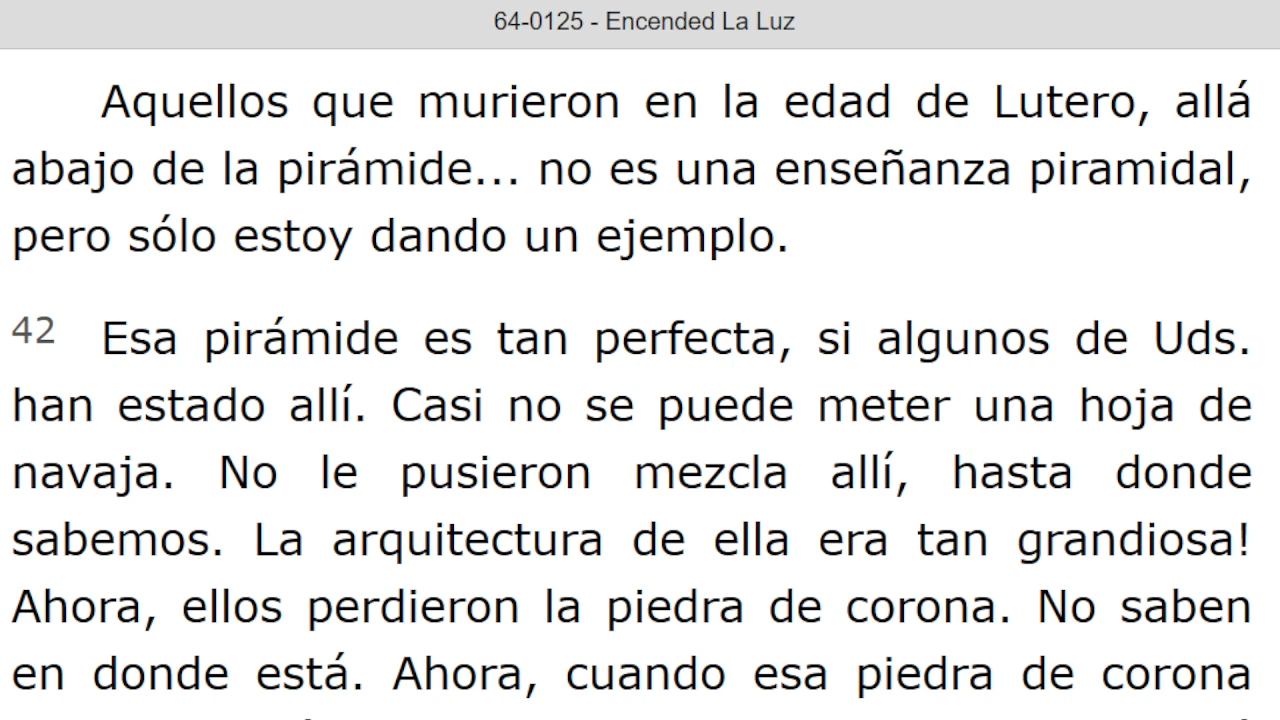 64-0125 - Encended La Luz
Aquellos que murieron en la edad de Lutero, allá
abajo de la pirámide... no es una enseñanza piramidal,
pero sólo estoy dando un ejemplo.
42 Esa pirámide es tan perfecta, si algunos de Uds.
han estado allí. Casi no se puede meter una hoja de
navaja. No le pusieron mezcla allí, hasta donde
sabemos. La arquitectura de ella era tan grandiosa!
Ahora, ellos perdieron la piedra de corona. No saben
en donde está. Ahora, cuando esa piedra de corona